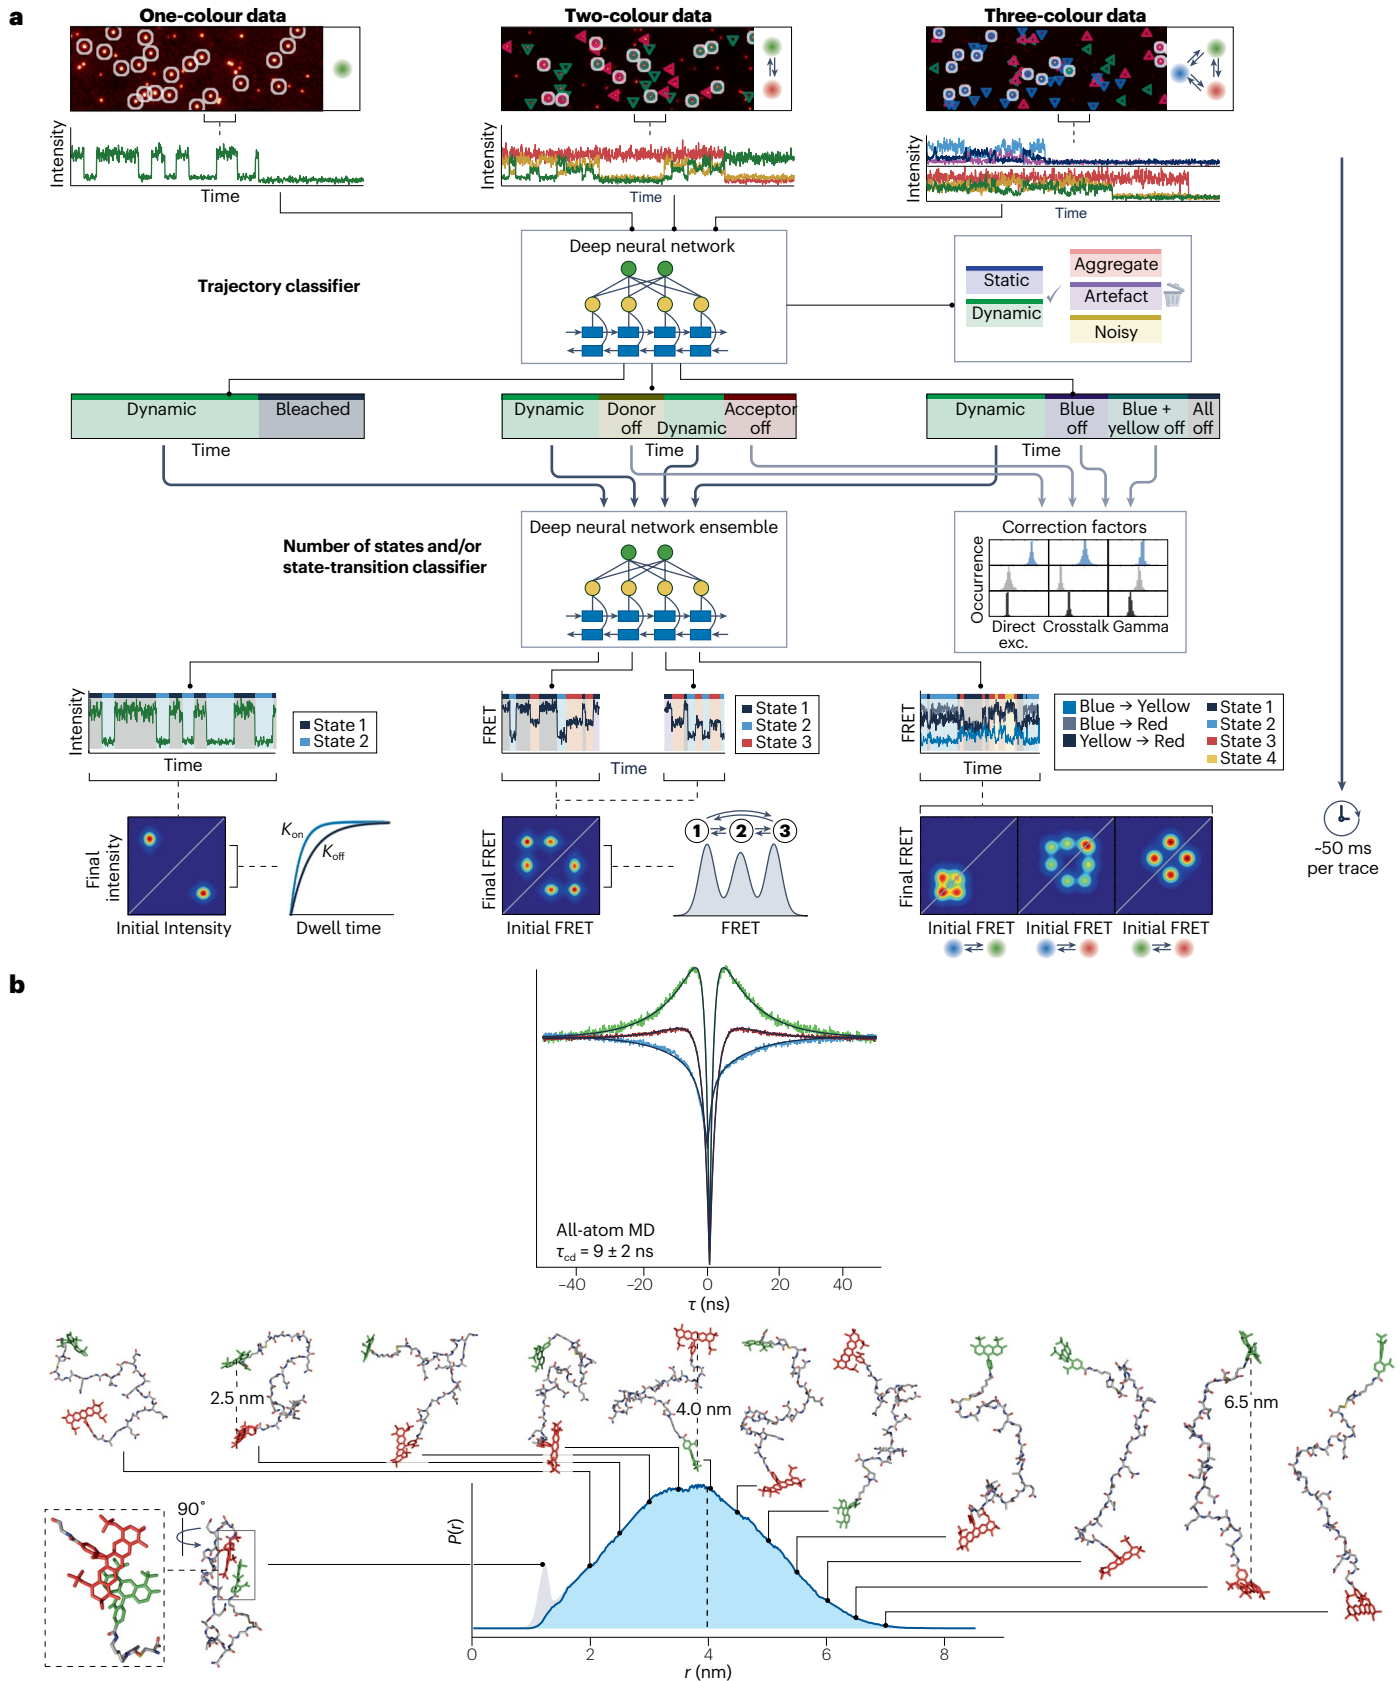 a
One-colour data
Two-colour data
Three-colour data
Intensity
Time
Intensity
Time
Intensity
Time
Trajectory classifier
Deep neural network
Static
Dynamic
Aggregate
Artefact
Noisy
Dynamic
Bleached
Time
Dynamic
Donor
off
Dynamic
Acceptor
off
Time
Dynamic
Blue
off
Blue +
yellow off
All
off
Time
Number of states and/or
state-transition classifier
Deep neural network ensemble
Correction factors
Occurrence
Direct
exc.
Crosstalk
Gamma
Intensity
Time
State 1
State 2
FRET
Time
State 1
State 2
State 3
FRET
Time
Blue → Yellow
Blue → Red
Yellow → Red
State 1
State 2
State 3
State 4
Final
intensity
Initial Intensity
Kon
Koff
Dwell time
Final FRET
Initial FRET
1
2
3
FRET
Final FRET
Initial FRET
Initial FRET
Initial FRET
~50 ms
per trace
b
All-atom MD
τcd = 9 ± 2 ns
−40
−20
0
20
40
τ (ns)
2.5 nm
4.0 nm
6.5 nm
90°
P(r)
0
2
4
6
8
r (nm)